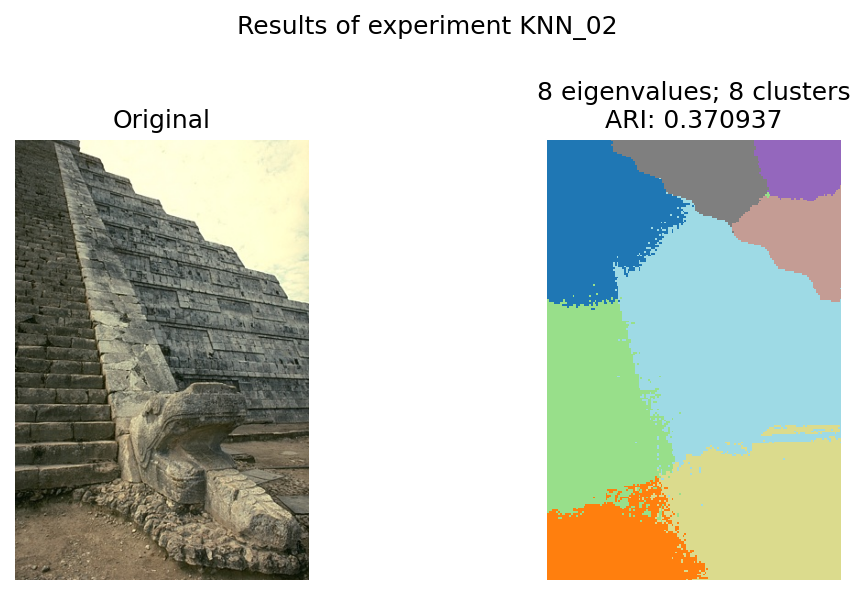 Results of experiment KNN_02
Original
8 eigenvalues; 8 clusters
ARI: 0.370937